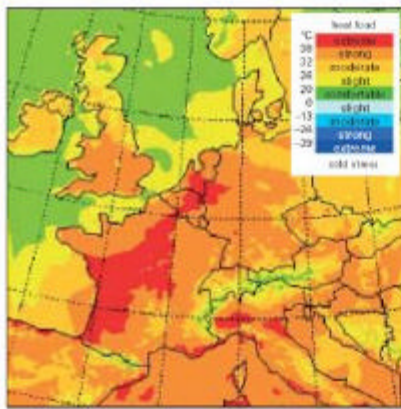 heat load
°C
extreme
38
strong
32
moderate
26
slight
20
comfortable
0
slight
-13
moderate
-26
strong
-39
extreme
cold stress